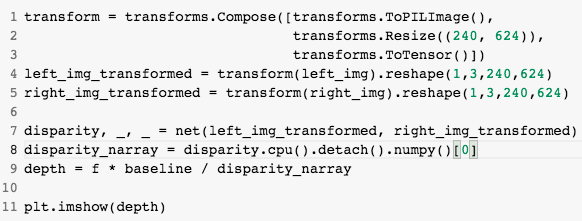 1 transform = transforms.Compose([transforms.ToPILImage(),
2                                 transforms.Resize((240, 624)),
3                                 transforms.ToTensor()])
4 left_img_transformed = transform(left_img).reshape(1,3,240,624)
5 right_img_transformed = transform(right_img).reshape(1,3,240,624)
6
7 disparity, _, _ = net(left_img_transformed, right_img_transformed)
8 disparity_narray = disparity.cpu().detach().numpy()[0]
9 depth = f * baseline / disparity_narray
10
11 plt.imshow(depth)